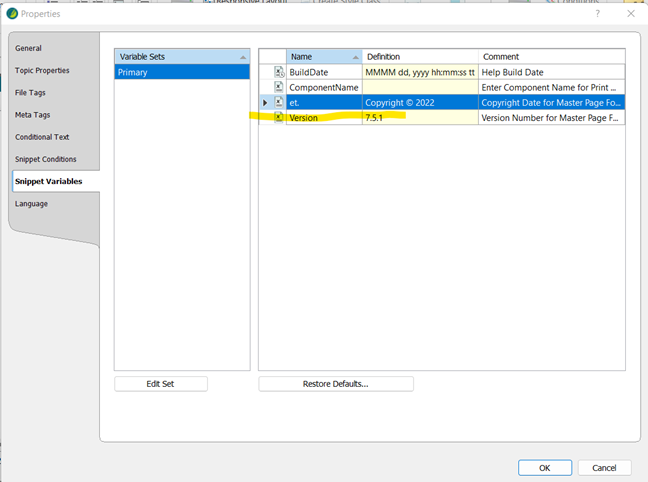 Properties
?
General
Topic Properties
File Tags
Meta Tags
Conditional Text
Snippet Conditions
Snippet Variables
Language
Variable Sets
Primary
Name Definition Comment
BuildDate MMMM dd, yyyy hh:mm:ss tt Help Build Date
ComponentName Enter Component Name for Print ...
et. Copyright © 2022 Copyright Date for Master Page Fo...
Version 7.5.1 Version Number for Master Page F...
Edit Set
Restore Defaults...
OK
Cancel